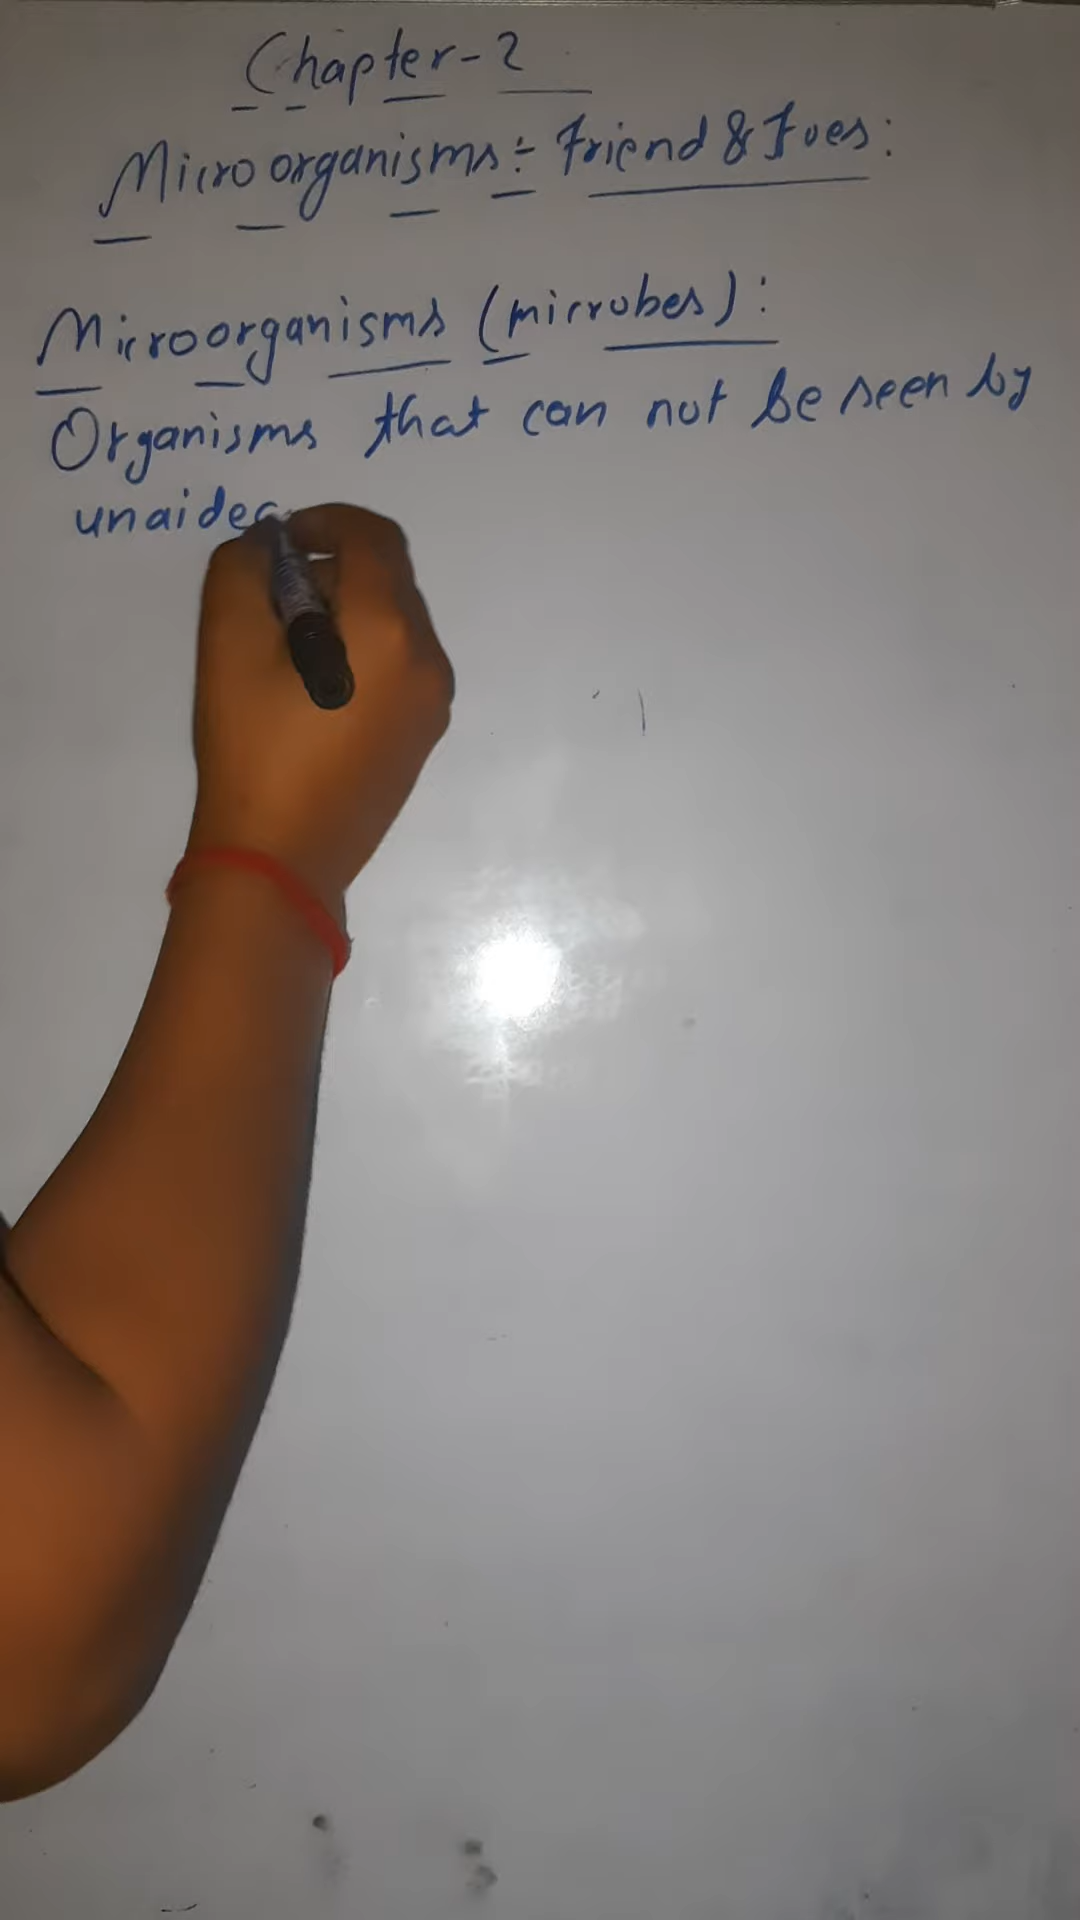 Chapter-2
Microorganisms:- Friend & Foes:
Microorganisms (microbes):
Organisms that can not be seen by
unaided